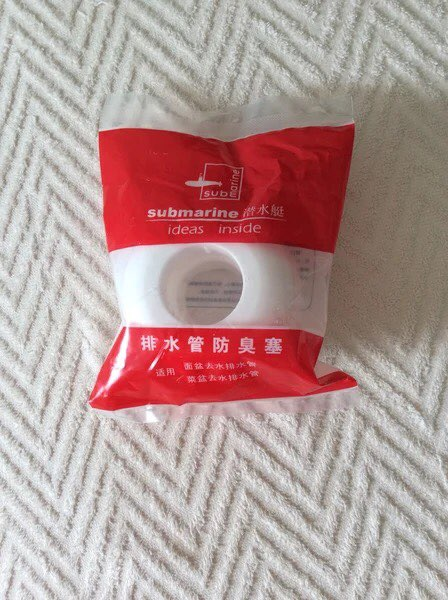 sub
marine
submarine 潜水艇
ideas inside
排水管防臭塞
适用 面盆去水排水管
菜盆去水排水管